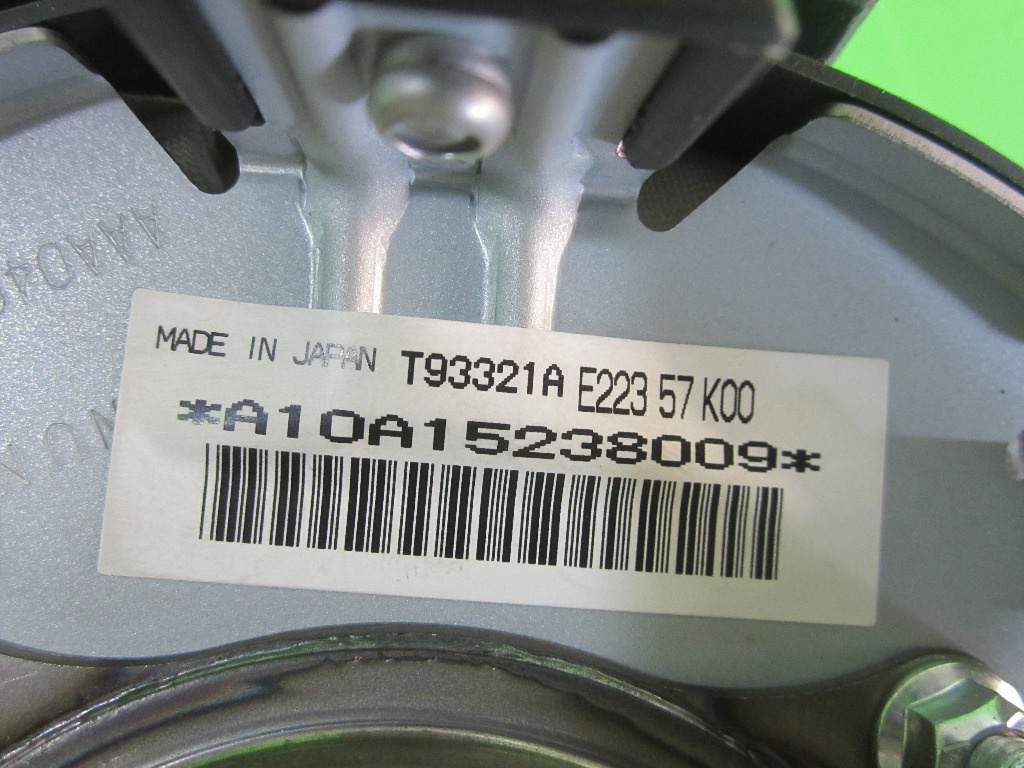 MADE IN JAPAN T93321A E223 57 K00
*A10A15238009*